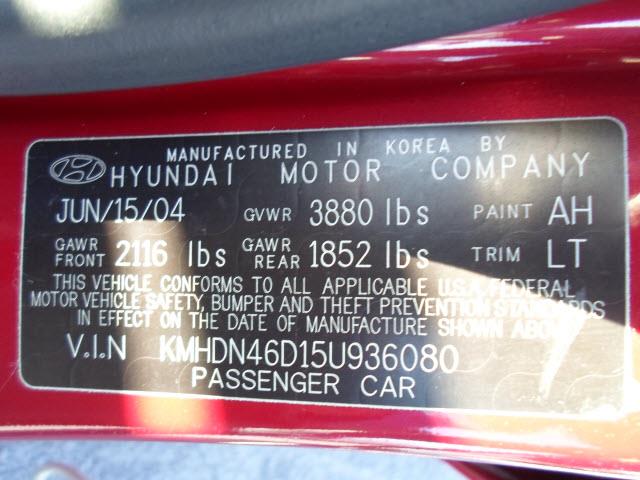 MANUFACTURED IN KOREA BY
HYUNDAI MOTOR COMPANY
JUN/15/04 GVWR 3880 lbs PAINT AH
GAWR FRONT 2116 lbs GAWR REAR 1852 lbs TRIM LT
THIS VEHICLE CONFORMS TO ALL APPLICABLE U.S.A. FEDERAL
MOTOR VEHICLE SAFETY, BUMPER AND THEFT PREVENTION STANDARDS
IN EFFECT ON THE DATE OF MANUFACTURE SHOWN ABOVE
V.I.N KMHDN46D15U936080
PASSENGER CAR